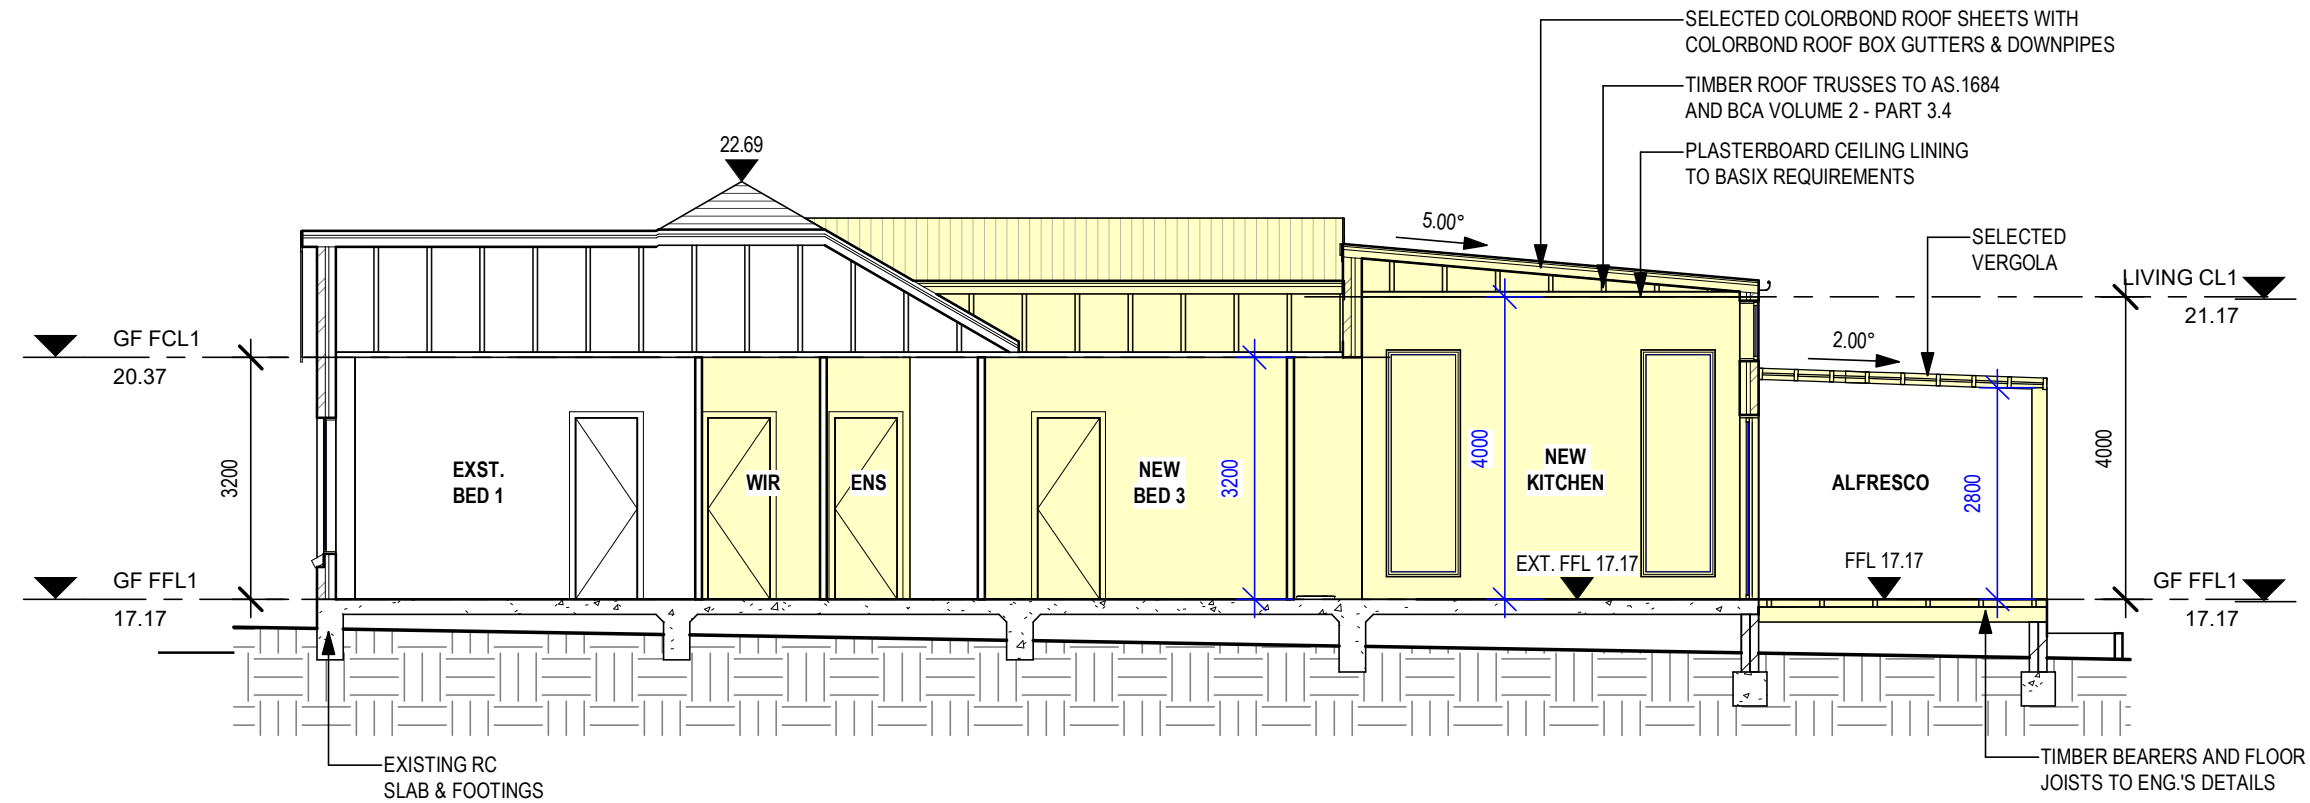 SELECTED COLORBOND ROOF SHEETS WITH
COLORBOND ROOF BOX GUTTERS & DOWNPIPES
TIMBER ROOF TRUSSES TO AS.1684
AND BCA VOLUME 2 - PART 3.4
PLASTERBOARD CEILING LINING
TO BASIX REQUIREMENTS
22.69
5.00°
SELECTED
VERGOLA
LIVING CL1
21.17
GF FCL1
20.37
2.00°
3200
EXST.
BED 1
WIR
ENS
NEW
BED 3
3200
4000
NEW
KITCHEN
ALFRESCO
2800
4000
EXT. FFL 17.17
FFL 17.17
GF FFL1
17.17
GF FFL1
17.17
EXISTING RC
SLAB & FOOTINGS
TIMBER BEARERS AND FLOOR
JOISTS TO ENG.'S DETAILS